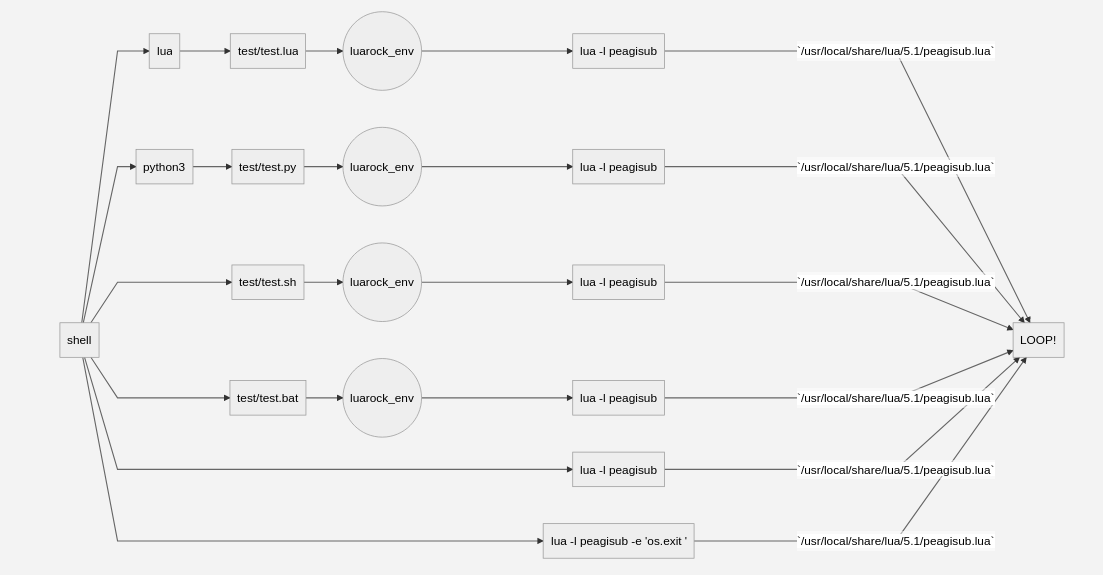 lua
test/test.lua
luarock_env
lua -l peagisub
`/usr/local/share/lua/5.1/peagisub.lua`
python3
test/test.py
luarock_env
lua -l peagisub
`/usr/local/share/lua/5.1/peagisub.lua`
test/test.sh
luarock_env
lua -l peagisub
`/usr/local/share/lua/5.1/peagisub.lua`
shell
LOOP!
test/test.bat
luarock_env
lua -l peagisub
`/usr/local/share/lua/5.1/peagisub.lua`
lua -l peagisub
`/usr/local/share/lua/5.1/peagisub.lua`
lua -l peagisub -e 'os.exit '
`/usr/local/share/lua/5.1/peagisub.lua`